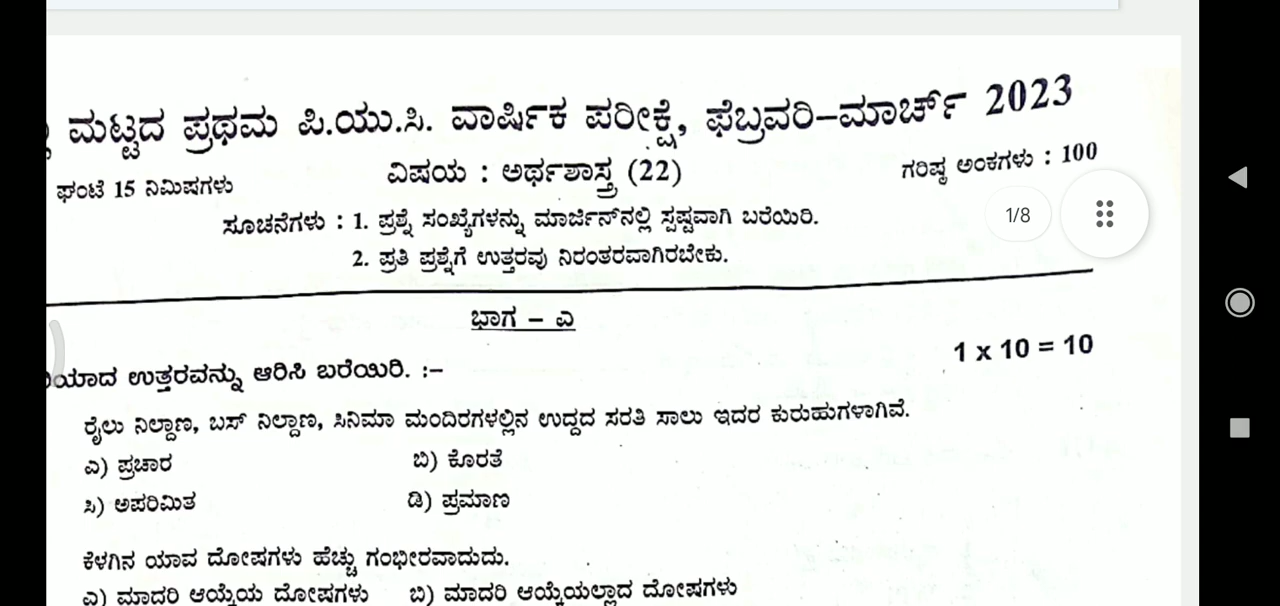 ಮಟ್ಟದ ಪ್ರಥಮ ಪಿ.ಯು.ಸಿ. ವಾರ್ಷಿಕ ಪರೀಕ್ಷೆ, ಫೆಬ್ರವರಿ–ಮಾರ್ಚ್ 2023
ಘಂಟೆ 15 ನಿಮಿಷಗಳು ವಿಷಯ : ಅರ್ಥಶಾಸ್ತ್ರ (22) ಗರಿಷ್ಠ ಅಂಕಗಳು : 100
ಸೂಚನೆಗಳು : 1. ಪ್ರಶ್ನೆ ಸಂಖ್ಯೆಗಳನ್ನು ಮಾರ್ಜಿನ್‌ನಲ್ಲಿ ಸ್ಪಷ್ಟವಾಗಿ ಬರೆಯಿರಿ.
1/8
2. ಪ್ರತಿ ಪ್ರಶ್ನೆಗೆ ಉತ್ತರವು ನಿರಂತರವಾಗಿರಬೇಕು.
ಭಾಗ – ಎ
ಉತ್ತರವನ್ನು ಆರಿಸಿ ಬರೆಯಿರಿ. :– 1 x 10 = 10
ರೈಲು ನಿಲ್ದಾಣ, ಬಸ್ ನಿಲ್ದಾಣ, ಸಿನಿಮಾ ಮಂದಿರಗಳಲ್ಲಿನ ಉದ್ದದ ಸರತಿ ಸಾಲು ಇದರ ಕುರುಹುಗಳಾಗಿವೆ.
ಎ) ಪ್ರಚಾರ ಬಿ) ಕೊರತೆ
ಸಿ) ಅಪರಿಮಿತ ಡಿ) ಪ್ರಮಾಣ
ಕೆಳಗಿನ ಯಾವ ದೋಷಗಳು ಹೆಚ್ಚು ಗಂಭೀರವಾದುದು.
ಎ) ಮಾದರಿ ಆಯ್ಕೆಯ ದೋಷಗಳು ಬಿ) ಮಾದರಿ ಆಯ್ಕೆಯಲ್ಲಾದ ದೋಷಗಳು